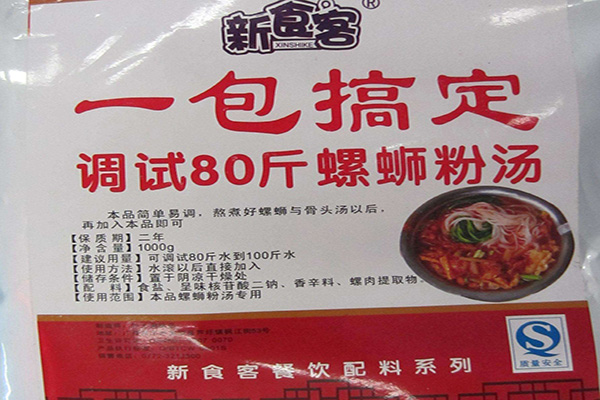 新食客®
XINSHIKE
一包搞定
调试80斤螺蛳粉汤
本品简单易调，熬煮好螺蛳与骨头汤以后，
再加入本品即可
【保质期】二年
【净含量】1000g
【建议用量】可调试80斤水到100斤水
【使用方法】水滚以后直接加入
【储存条件】置于阴凉干燥处
【配料】食盐、呈味核苷酸二钠、香辛料、螺肉提取物、
【使用范围】本品螺蛳粉汤专用
质量安全
新食客餐饮配料系列